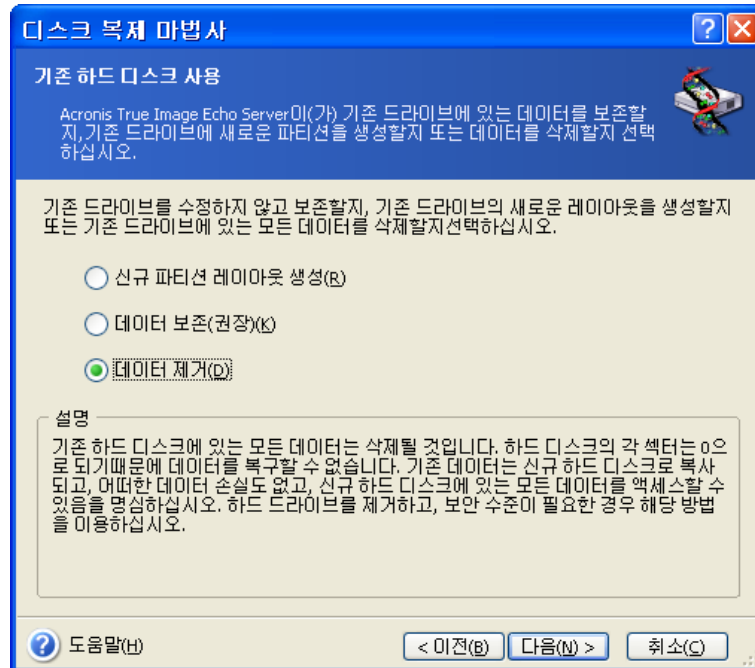 디스크 복제 마법사
기존 하드 디스크 사용
Acronis True Image Echo Server이(가) 기존 드라이브에 있는 데이터를 보존할
지,기존 드라이브에 새로운 파티션을 생성할지 또는 데이터를 삭제할지 선택
하십시오.
기존 드라이브를 수정하지 않고 보존할지, 기존 드라이브의 새로운 레이아웃을 생성할지
또는 기존 드라이브에 있는 모든 데이터를 삭제할지선택하십시오.
신규 파티션 레이아웃 생성(R)
데이터 보존(권장)(K)
데이터 제거(D)
설명
기존 하드 디스크에 있는 모든 데이터는 삭제될 것입니다. 하드 디스크의 각 섹터는 0으
로 되기때문에 데이터를 복구할 수 없습니다. 기존 데이터는 신규 하드 디스크로 복사
되고, 어떠한 데이터 손실도 없고, 신규 하드 디스크에 있는 모든 데이터를 액세스할 수
있음을 명심하십시오. 하드 드라이브를 제거하고, 보안 수준이 필요한 경우 해당 방법
을 이용하십시오.
도움말(H)
< 이전(B)
다음(N) >
취소(C)